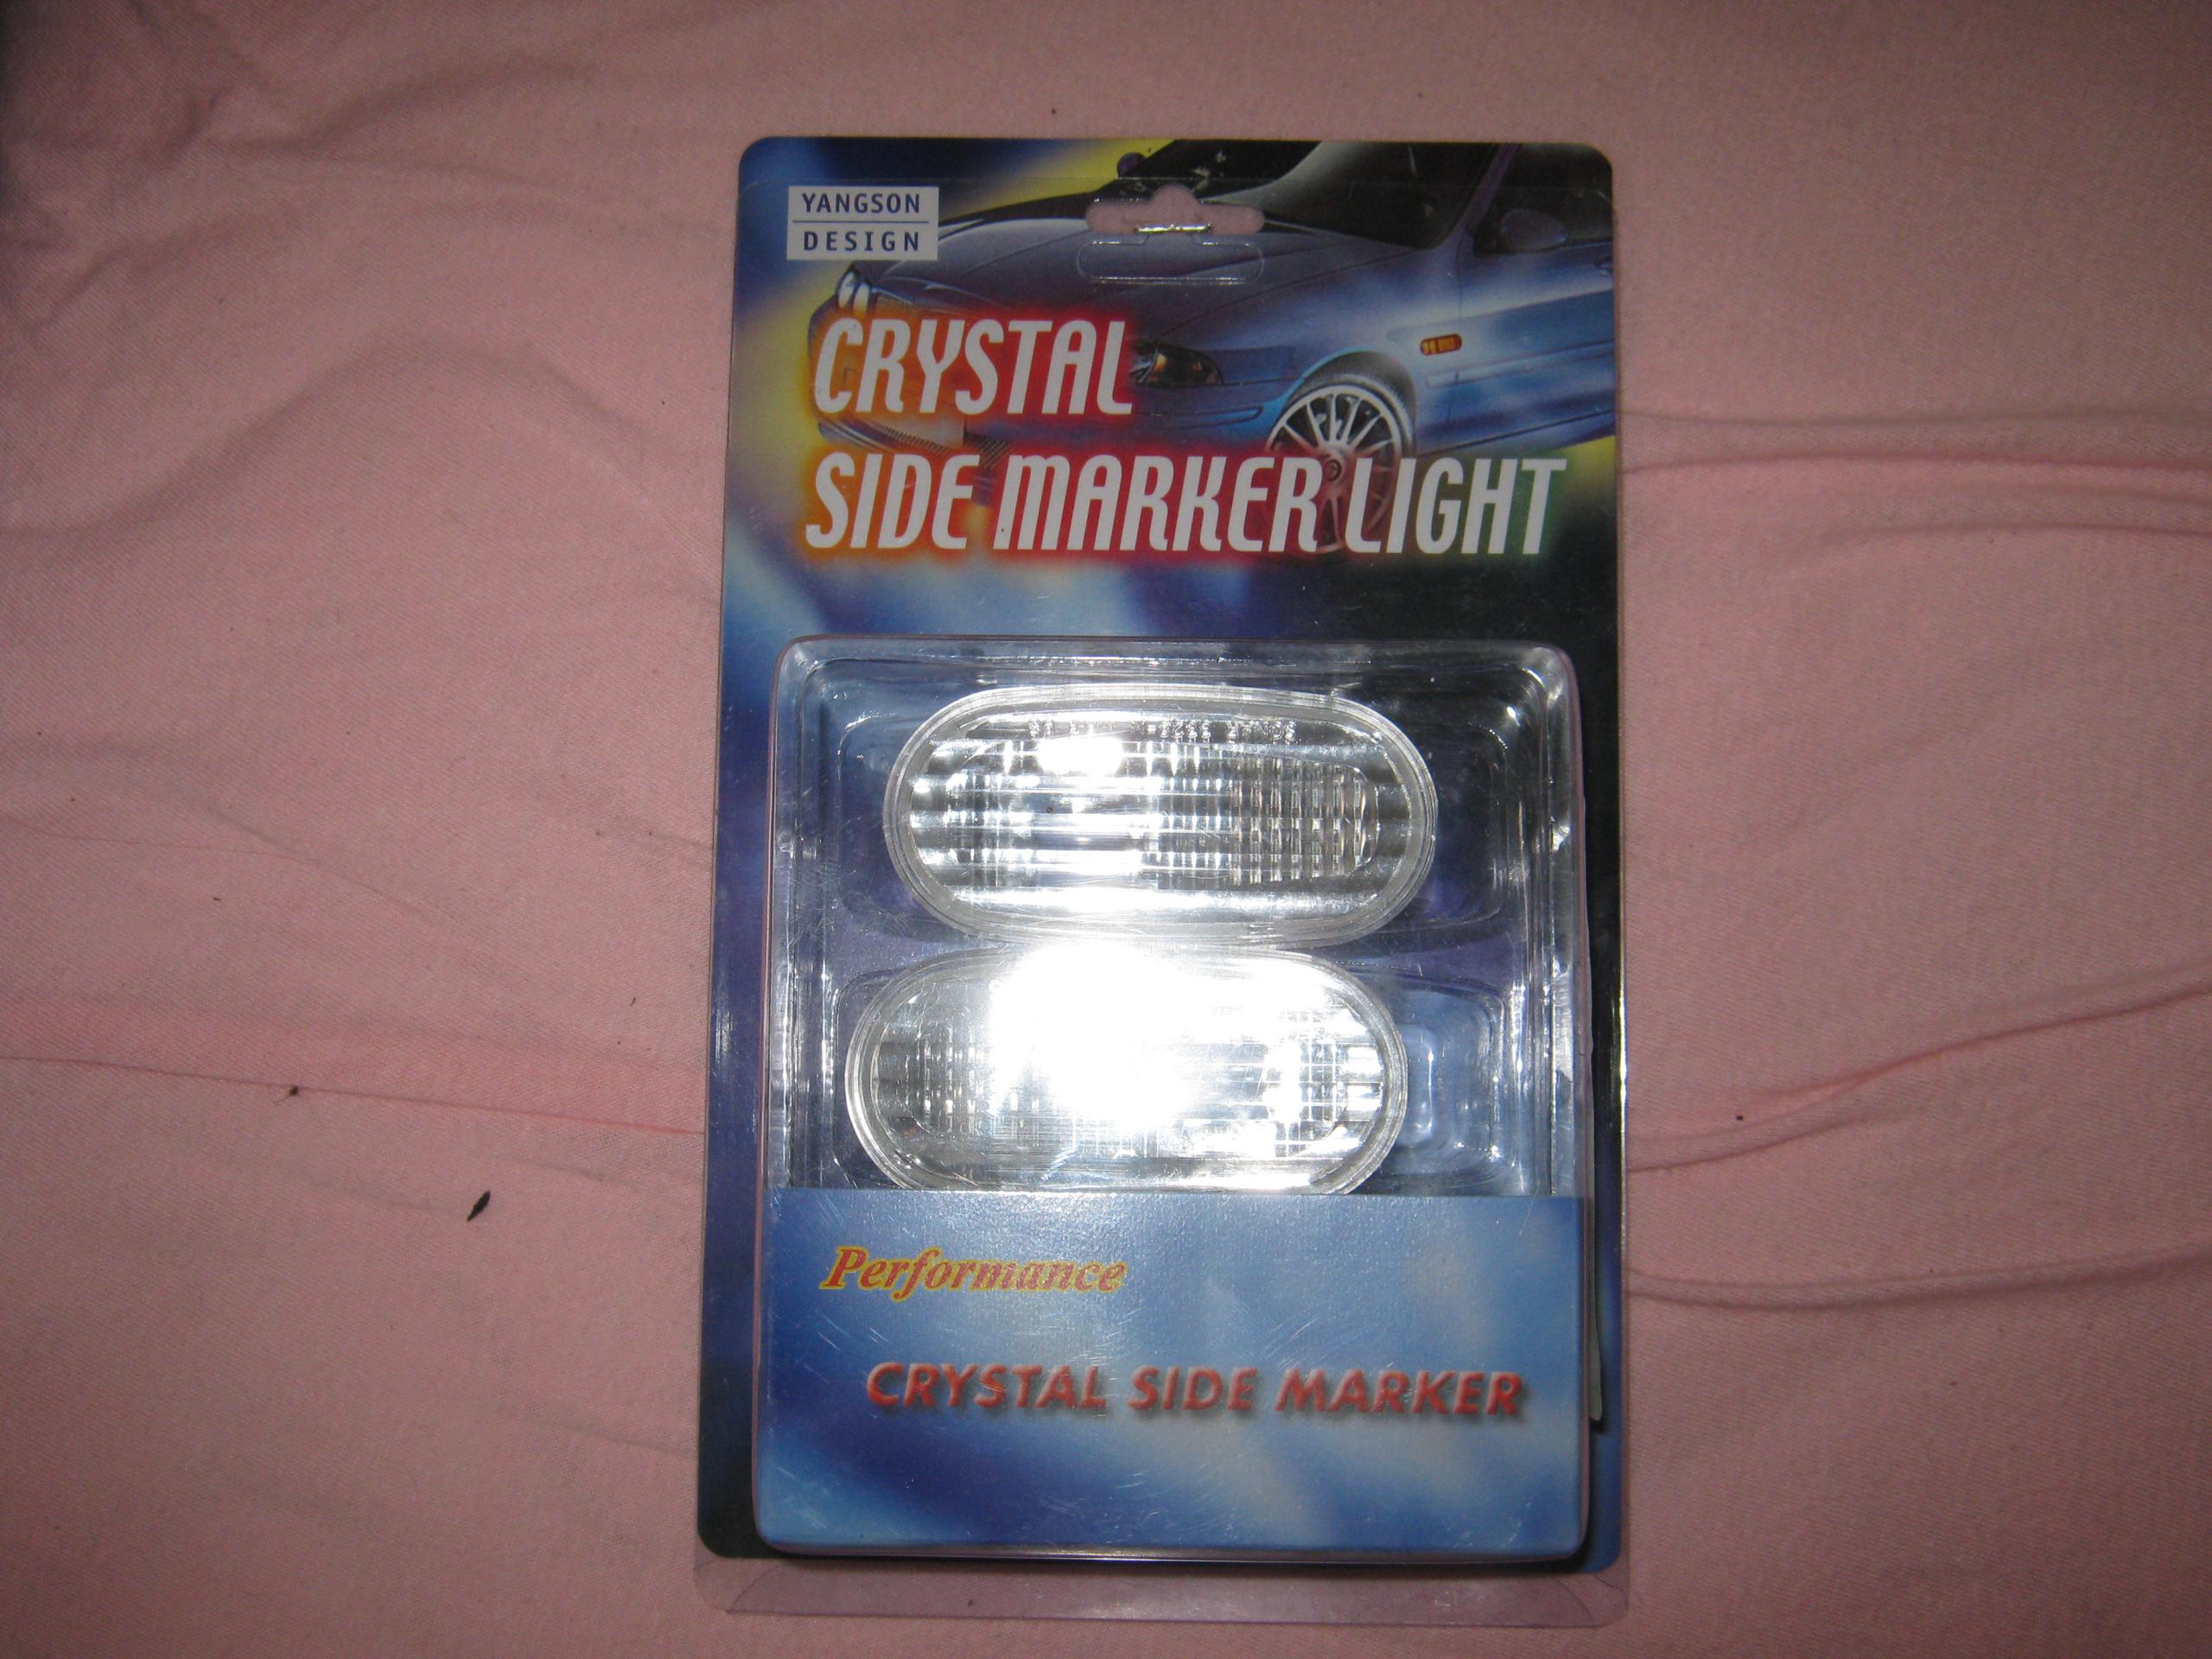 YANGSON
DESIGN
CRYSTAL
SIDE MARKER LIGHT
Performance
CRYSTAL SIDE MARKER